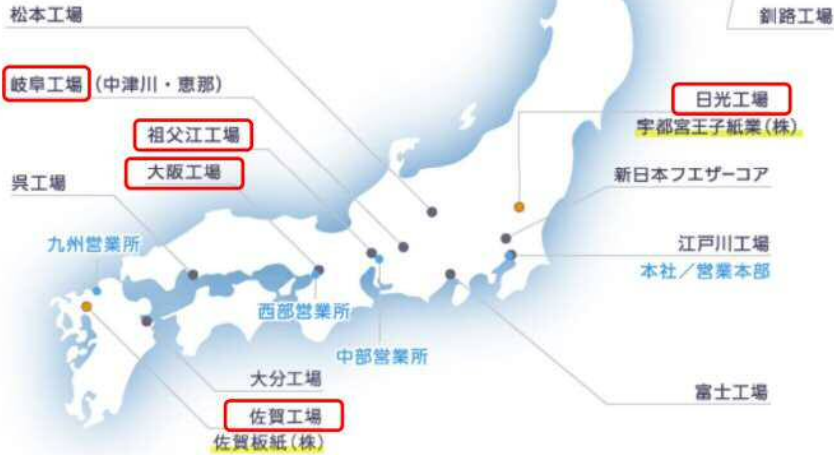 松本工場
釧路工場
岐阜工場(中津川・恵那)
日光工場
宇都宮王子紙業(株)
祖父江工場
大阪工場
呉工場
新日本フエザーコア
九州営業所
江戸川工場
本社/営業本部
西部営業所
中部営業所
大分工場
富士工場
佐賀工場
佐賀板紙(株)